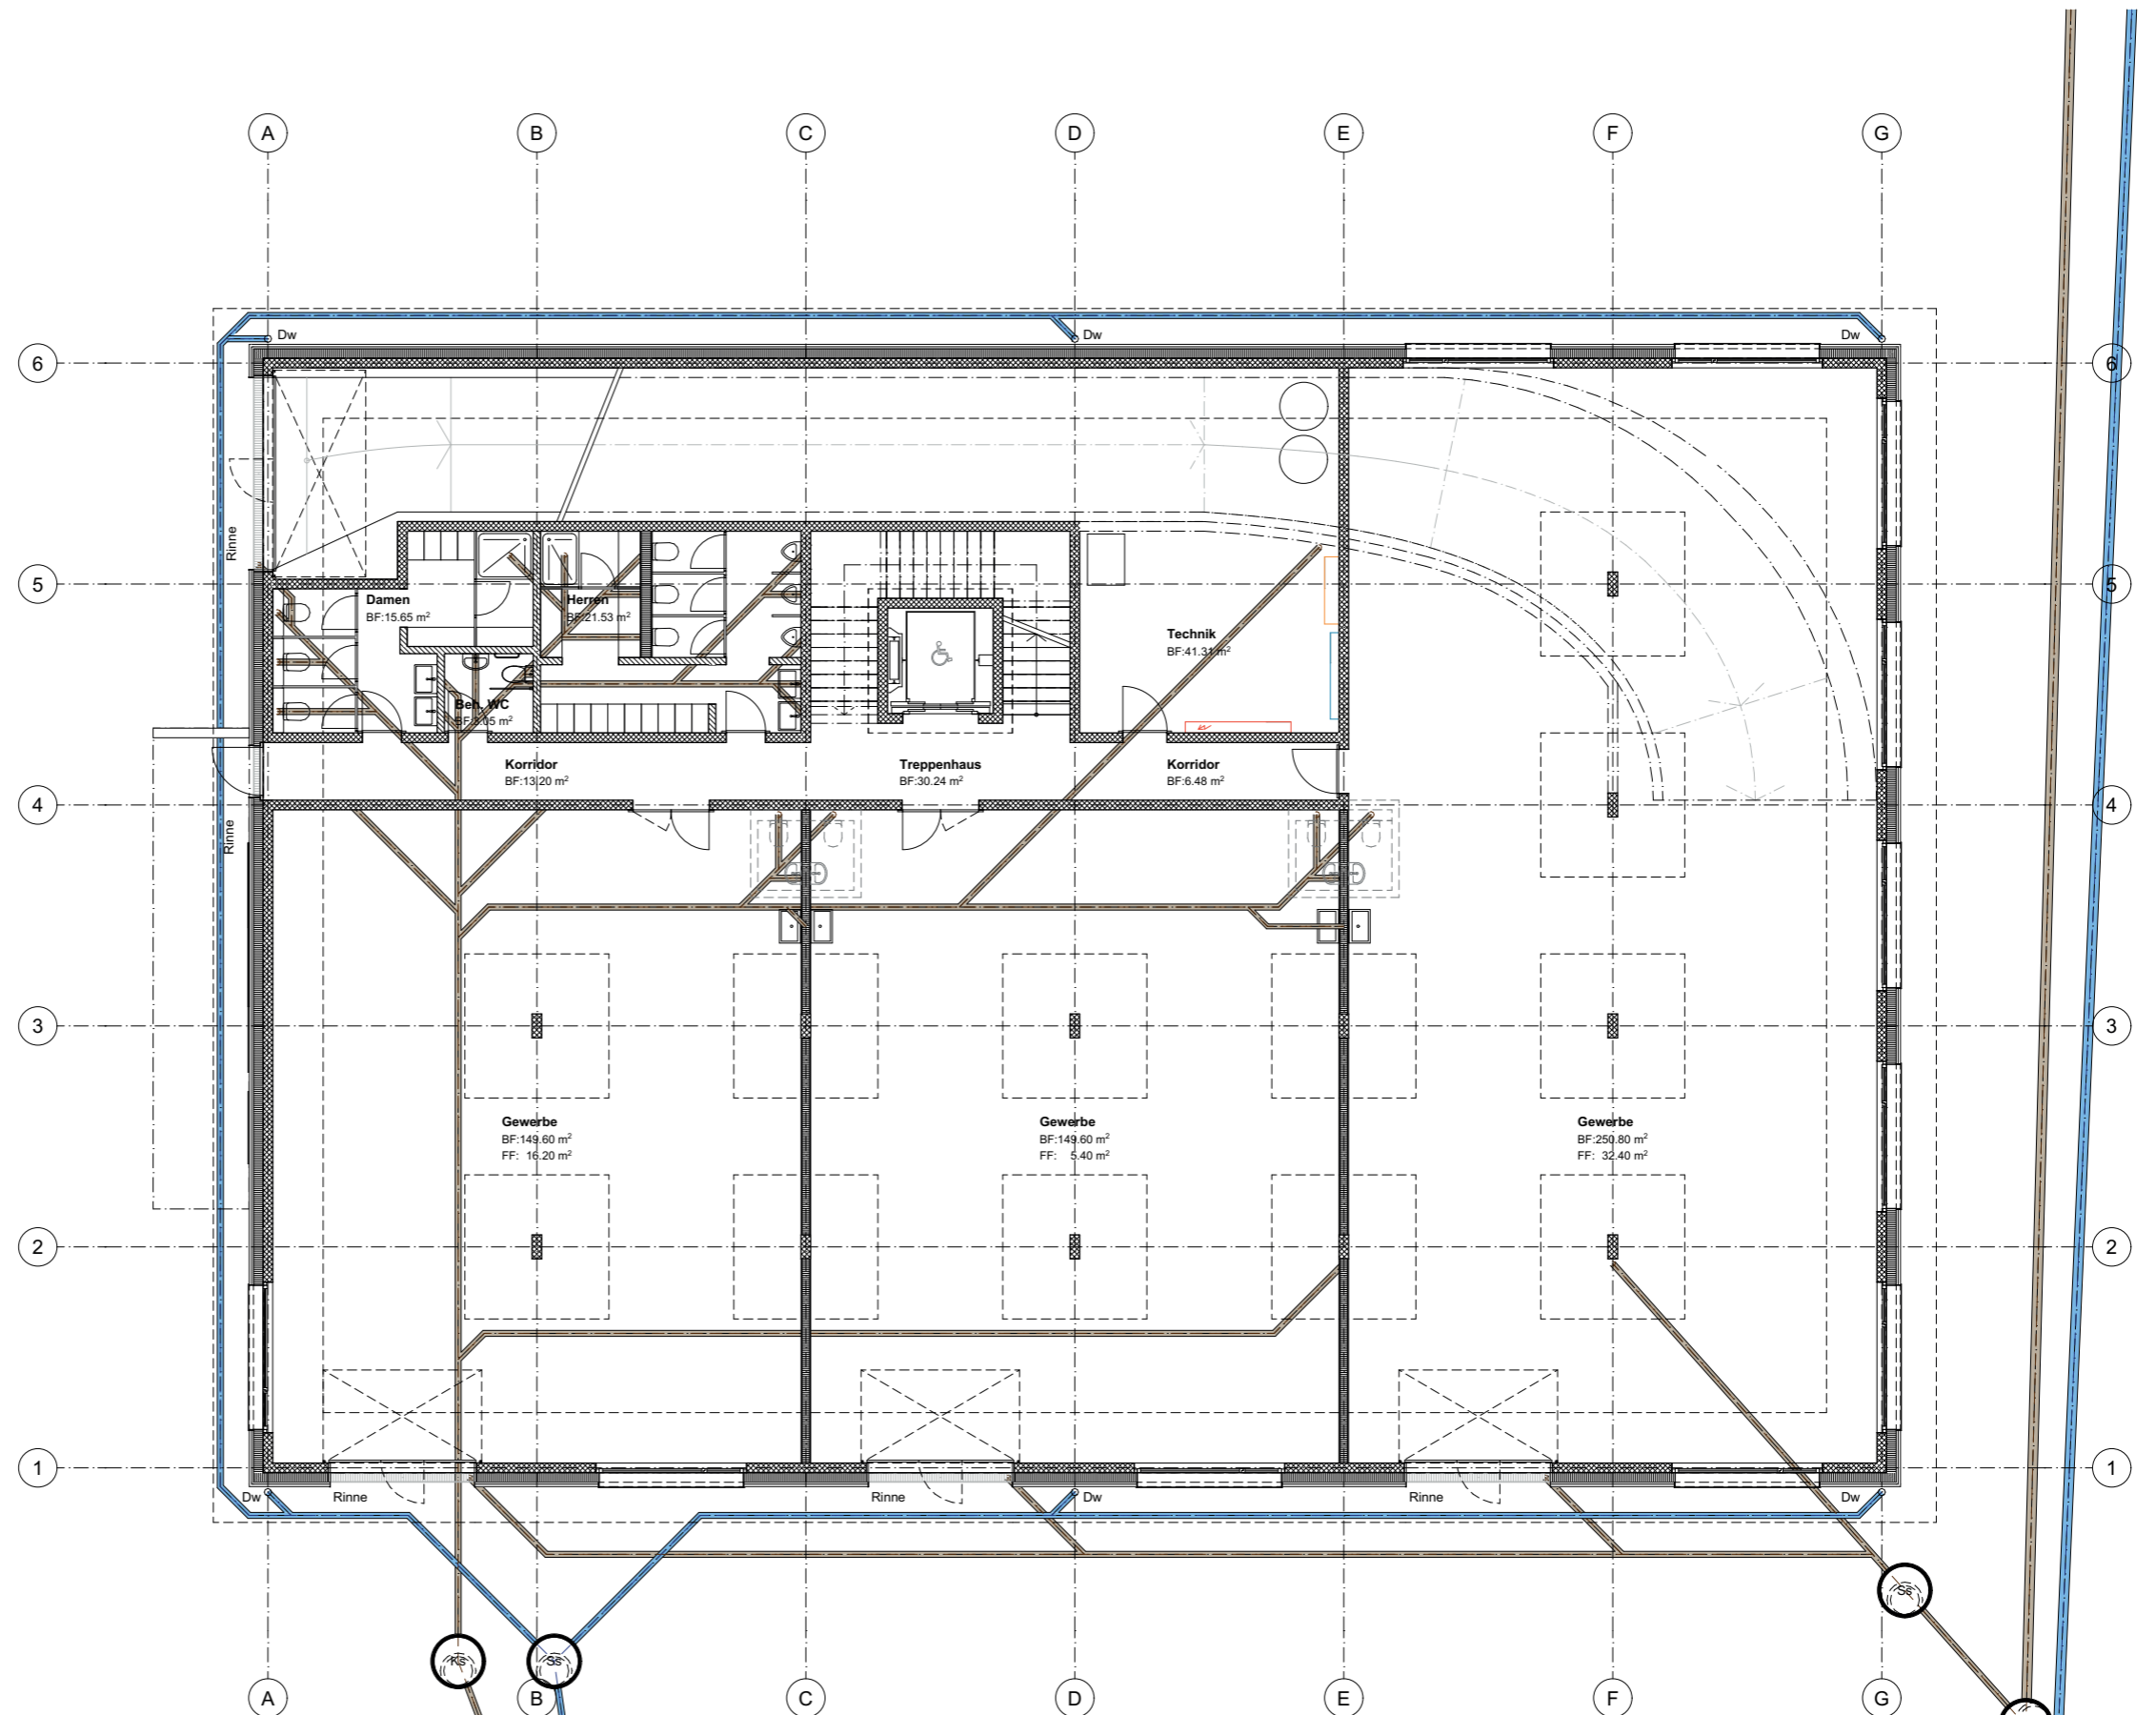 A B C D E F G
Dw Dw Dw
6 6
Rinne
5 5
Damen
BF:15.65 m²
Herren
BF:21.53 m²
Technik
BF:41.31 m²
Beh. WC
BF:3.05 m²
Korridor
BF:13.20 m²
Treppenhaus
BF:30.24 m²
Korridor
BF:6.48 m²
4 4
Rinne
3 3
Gewerbe
BF:149.60 m²
FF: 16.20 m²
Gewerbe
BF:149.60 m²
FF: 5.40 m²
Gewerbe
BF:250.80 m²
FF: 32.40 m²
2 2
1 1
Dw Rinne Rinne Dw Rinne Dw
Ss
Ks Ss
A B C D E F G